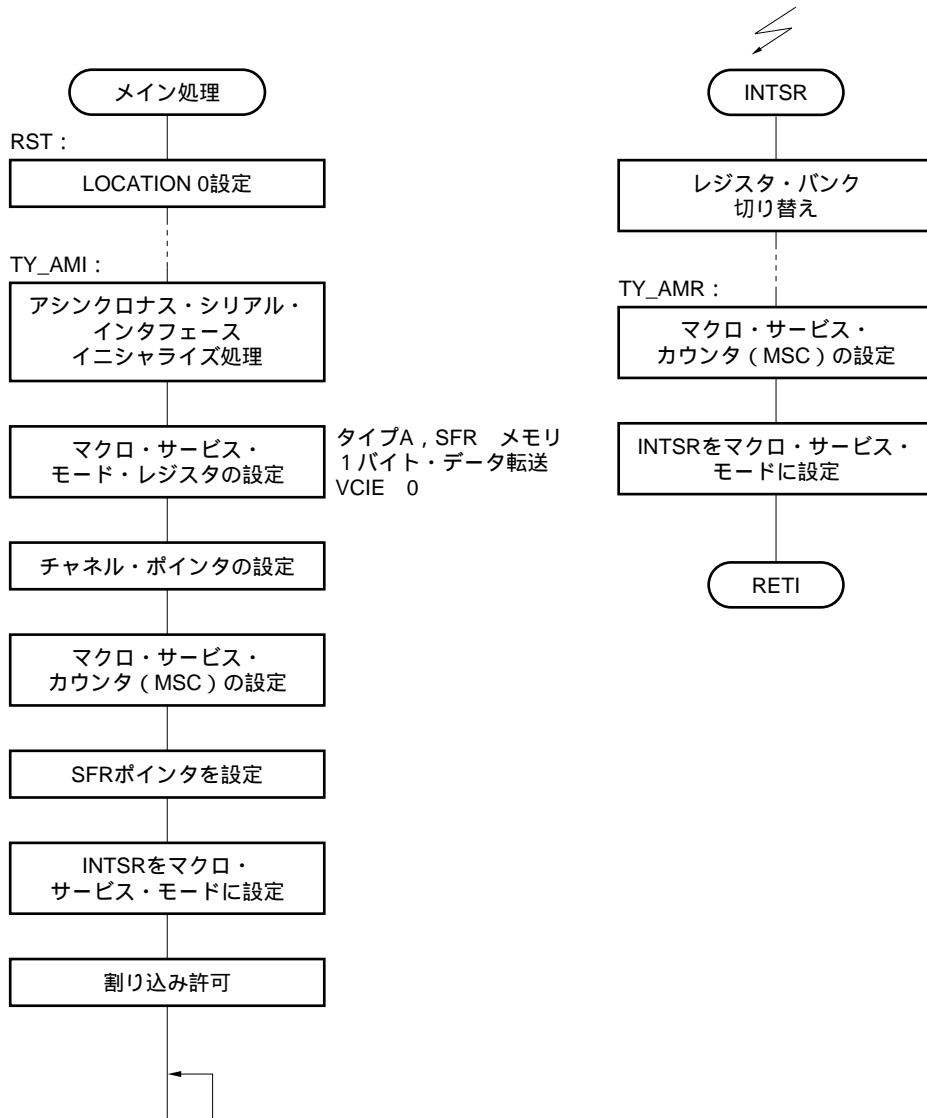 メイン処理
RST：
LOCATION 0設定
TY_AMI：
アシンクロナス・シリアル・
インタフェース
イニシャライズ処理
マクロ・サービス・
モード・レジスタの設定
タイプA，SFR　メモリ
１バイト・データ転送
VCIE　0
チャネル・ポインタの設定
マクロ・サービス・
カウンタ（MSC）の設定
SFRポインタを設定
INTSRをマクロ・
サービス・モードに設定
割り込み許可
INTSR
レジスタ・バンク
切り替え
TY_AMR：
マクロ・サービス・
カウンタ（MSC）の設定
INTSRをマクロ・サービス・
モードに設定
RETI